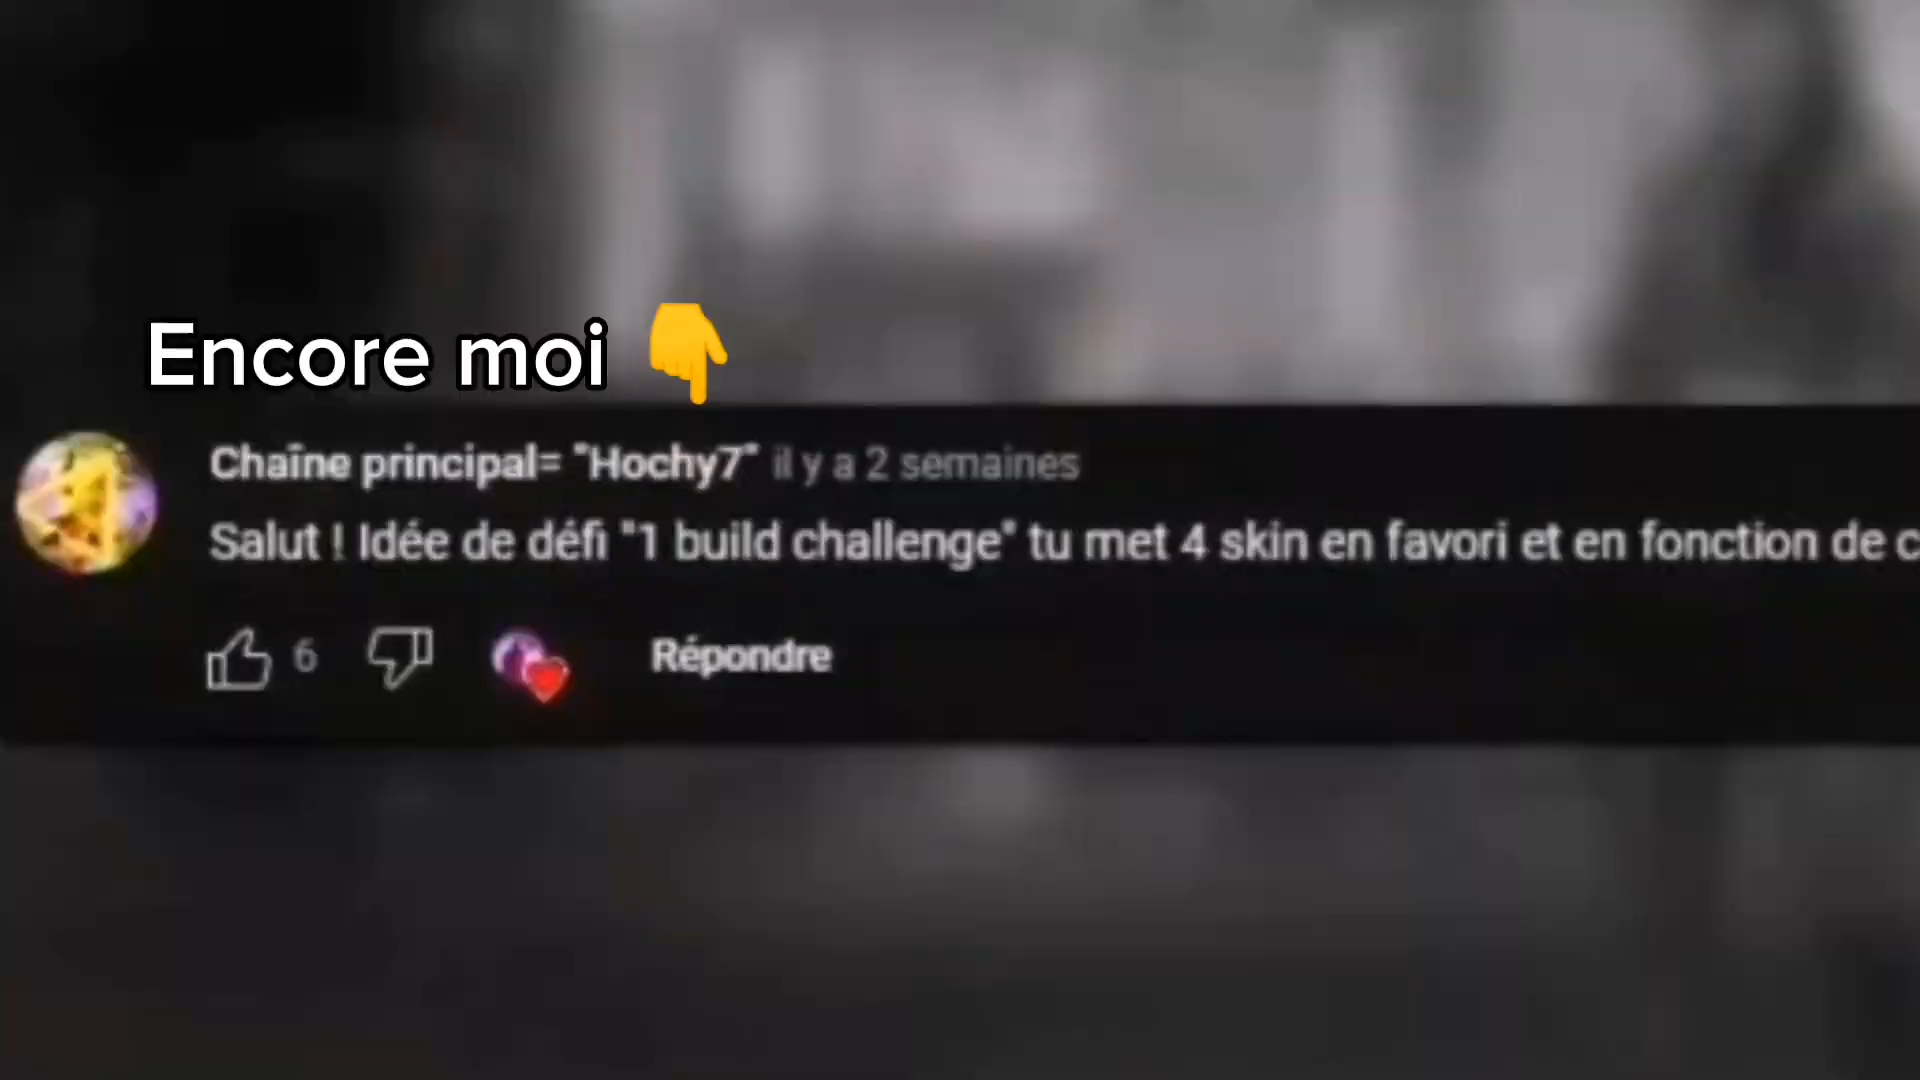 Encore moi 👇
Chaîne principal= "Hochy7" il y a 2 semaines
Salut ! Idée de défi "1 build challenge" tu met 4 skin en favori et en fonction de c
6
Répondre